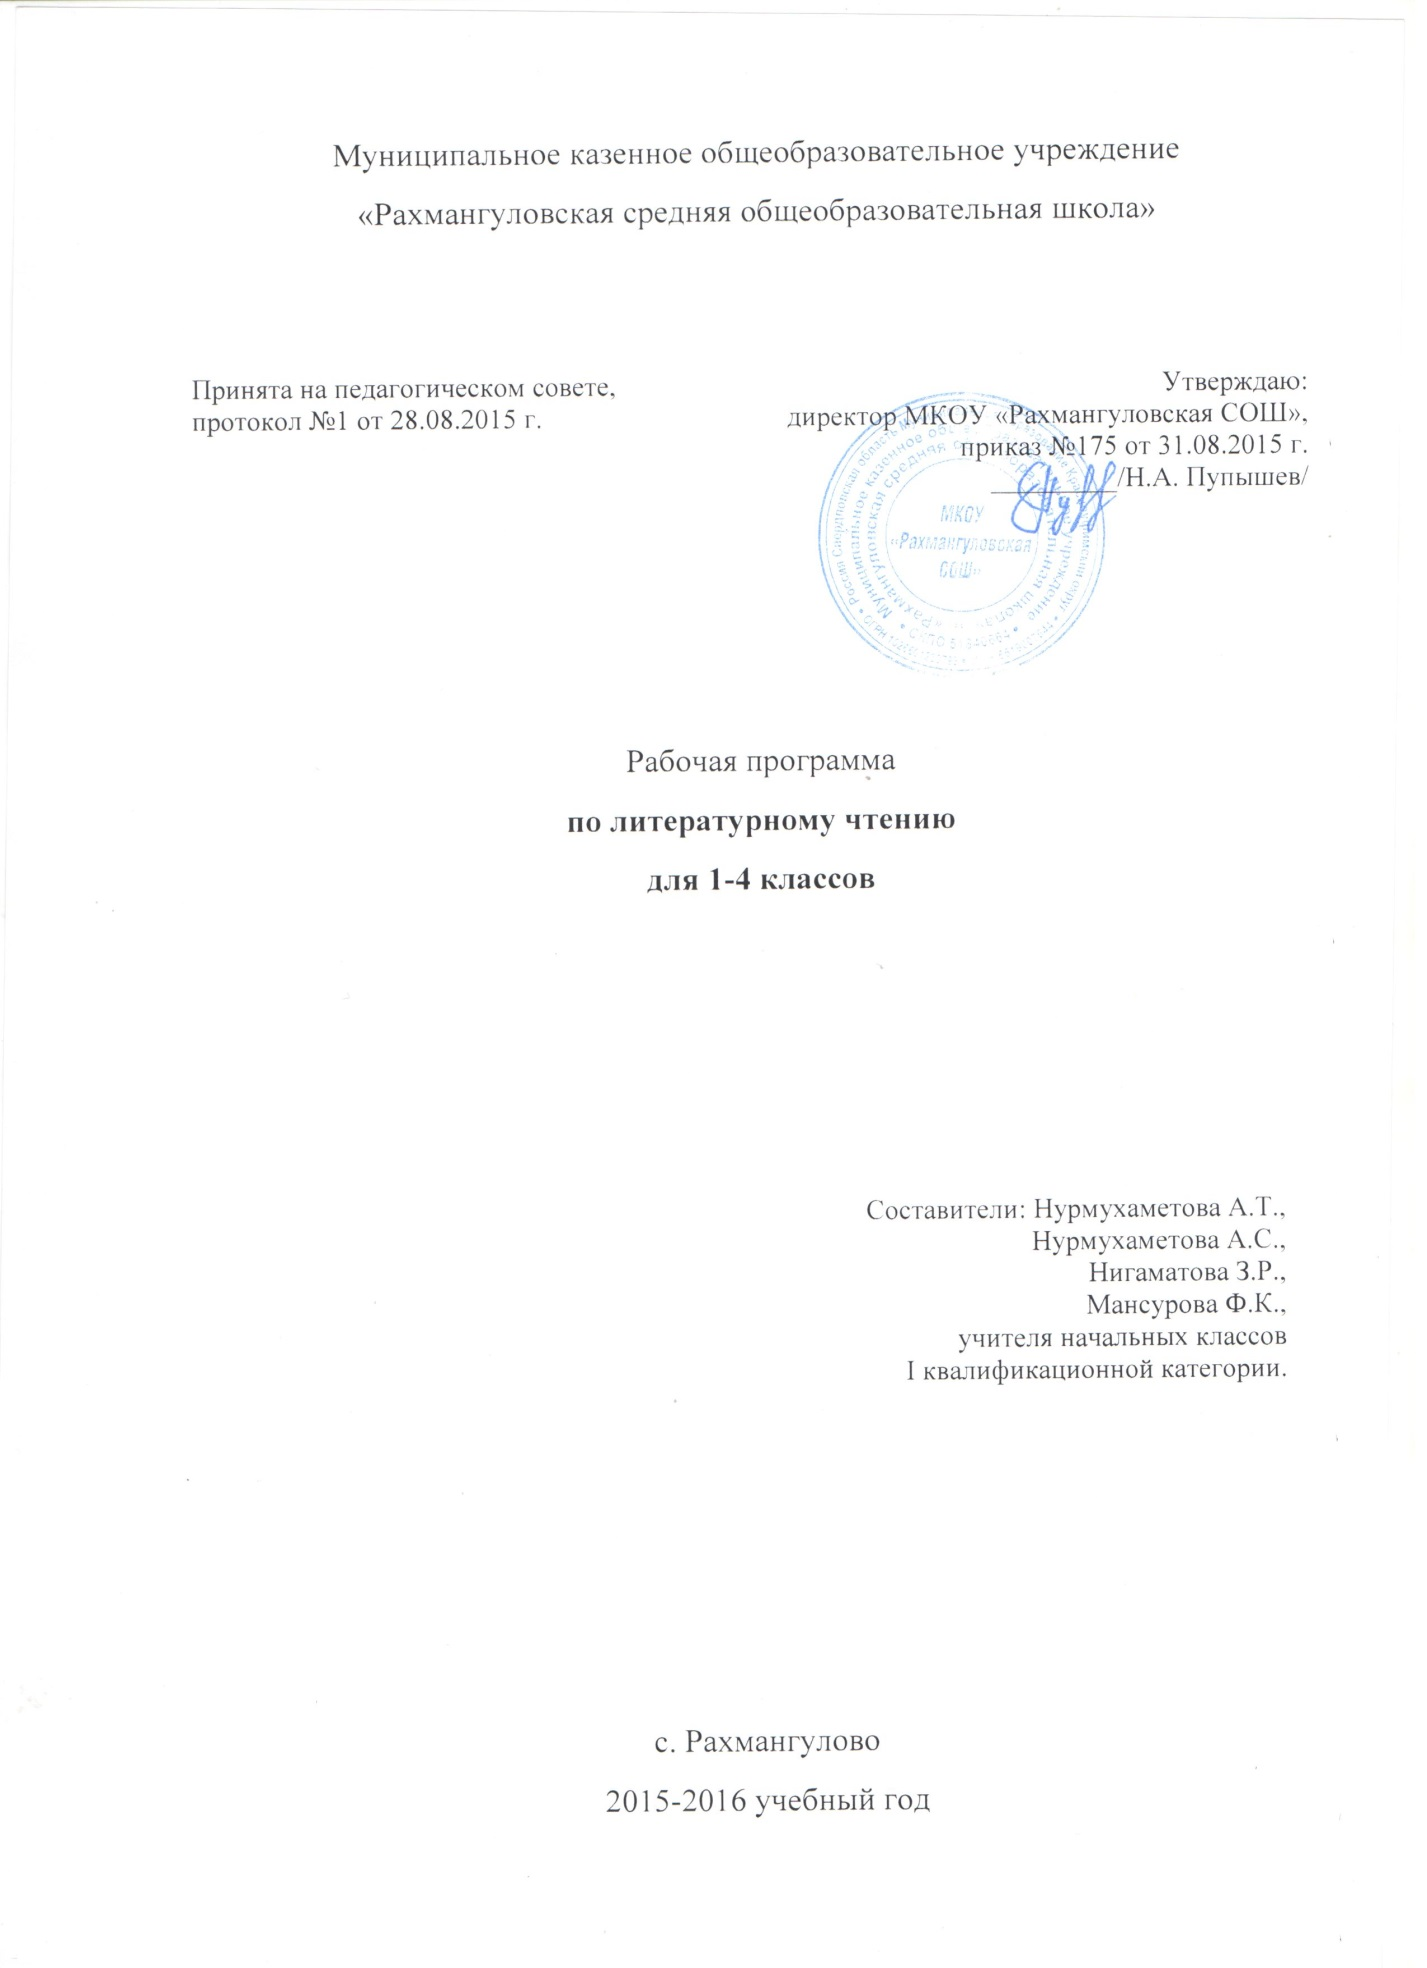 Муниципальное казенное общеобразовательное учреждение
«Рахмангуловская средняя общеобразовательная школа»
Принята на педагогическом совете,
протокол №1 от 28.08.2015 г.
Утверждаю:
директор МКОУ «Рахмангуловская СОШ»,
приказ №175 от 31.08.2015 г.
/Н.А. Пупышев/
МКОУ
«Рахмангуловская
СОШ»
Рабочая программа
по литературному чтению
для 1-4 классов
Составители: Нурмухаметова А.Т.,
Нурмухаметова А.С.,
Нигаматова З.Р.,
Мансурова Ф.К.,
учителя начальных классов
I квалификационной категории.
с. Рахмангулово
2015-2016 учебный год